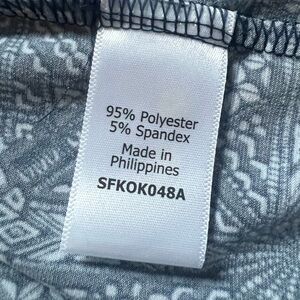 95% Polyester
5% Spandex
Made in
Philippines
SFKOK048A